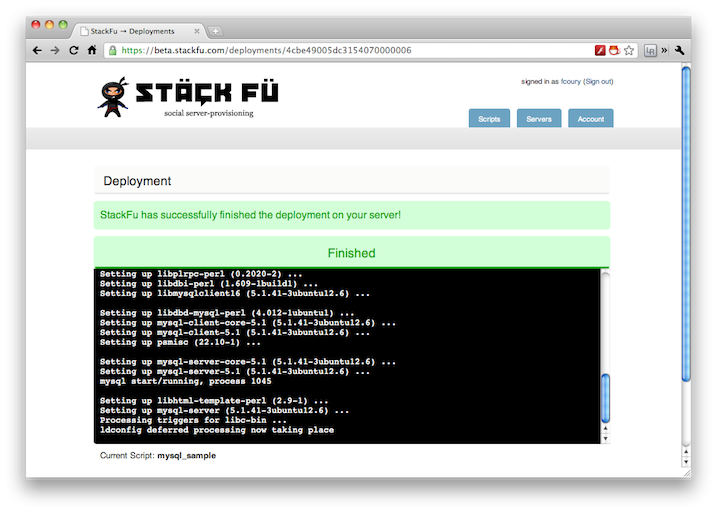 StackFu → Deployments
https://beta.stackfu.com/deployments/4cbe49005dc3154070000006
STÄÇK FÜ
social server-provisioning
signed in as fcoury (Sign out)
Scripts Servers Account
Deployment
StackFu has successfully finished the deployment on your server!
Finished
Setting up libplrpc-perl (0.2020-2) ...
Setting up libdbi-perl (1.609-1build1) ...
Setting up libmysqlclient16 (5.1.41-3ubuntu12.6) ...
Setting up libdbd-mysql-perl (4.012-1ubuntu1) ...
Setting up mysql-client-core-5.1 (5.1.41-3ubuntu12.6) ...
Setting up mysql-client-5.1 (5.1.41-3ubuntu12.6) ...
Setting up psmisc (22.10-1) ...
Setting up mysql-server-core-5.1 (5.1.41-3ubuntu12.6) ...
Setting up mysql-server-5.1 (5.1.41-3ubuntu12.6) ...
mysql start/running, process 1045
Setting up libhtml-template-perl (2.9-1) ...
Setting up mysql-server (5.1.41-3ubuntu12.6) ...
Processing triggers for libc-bin ...
ldconfig deferred processing now taking place
Current Script: mysql_sample